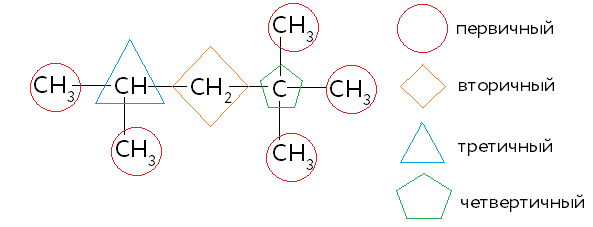 CH3 первичный
CH3 CH CH2 C CH3 вторичный
CH3 CH3 третичный
четвертичный